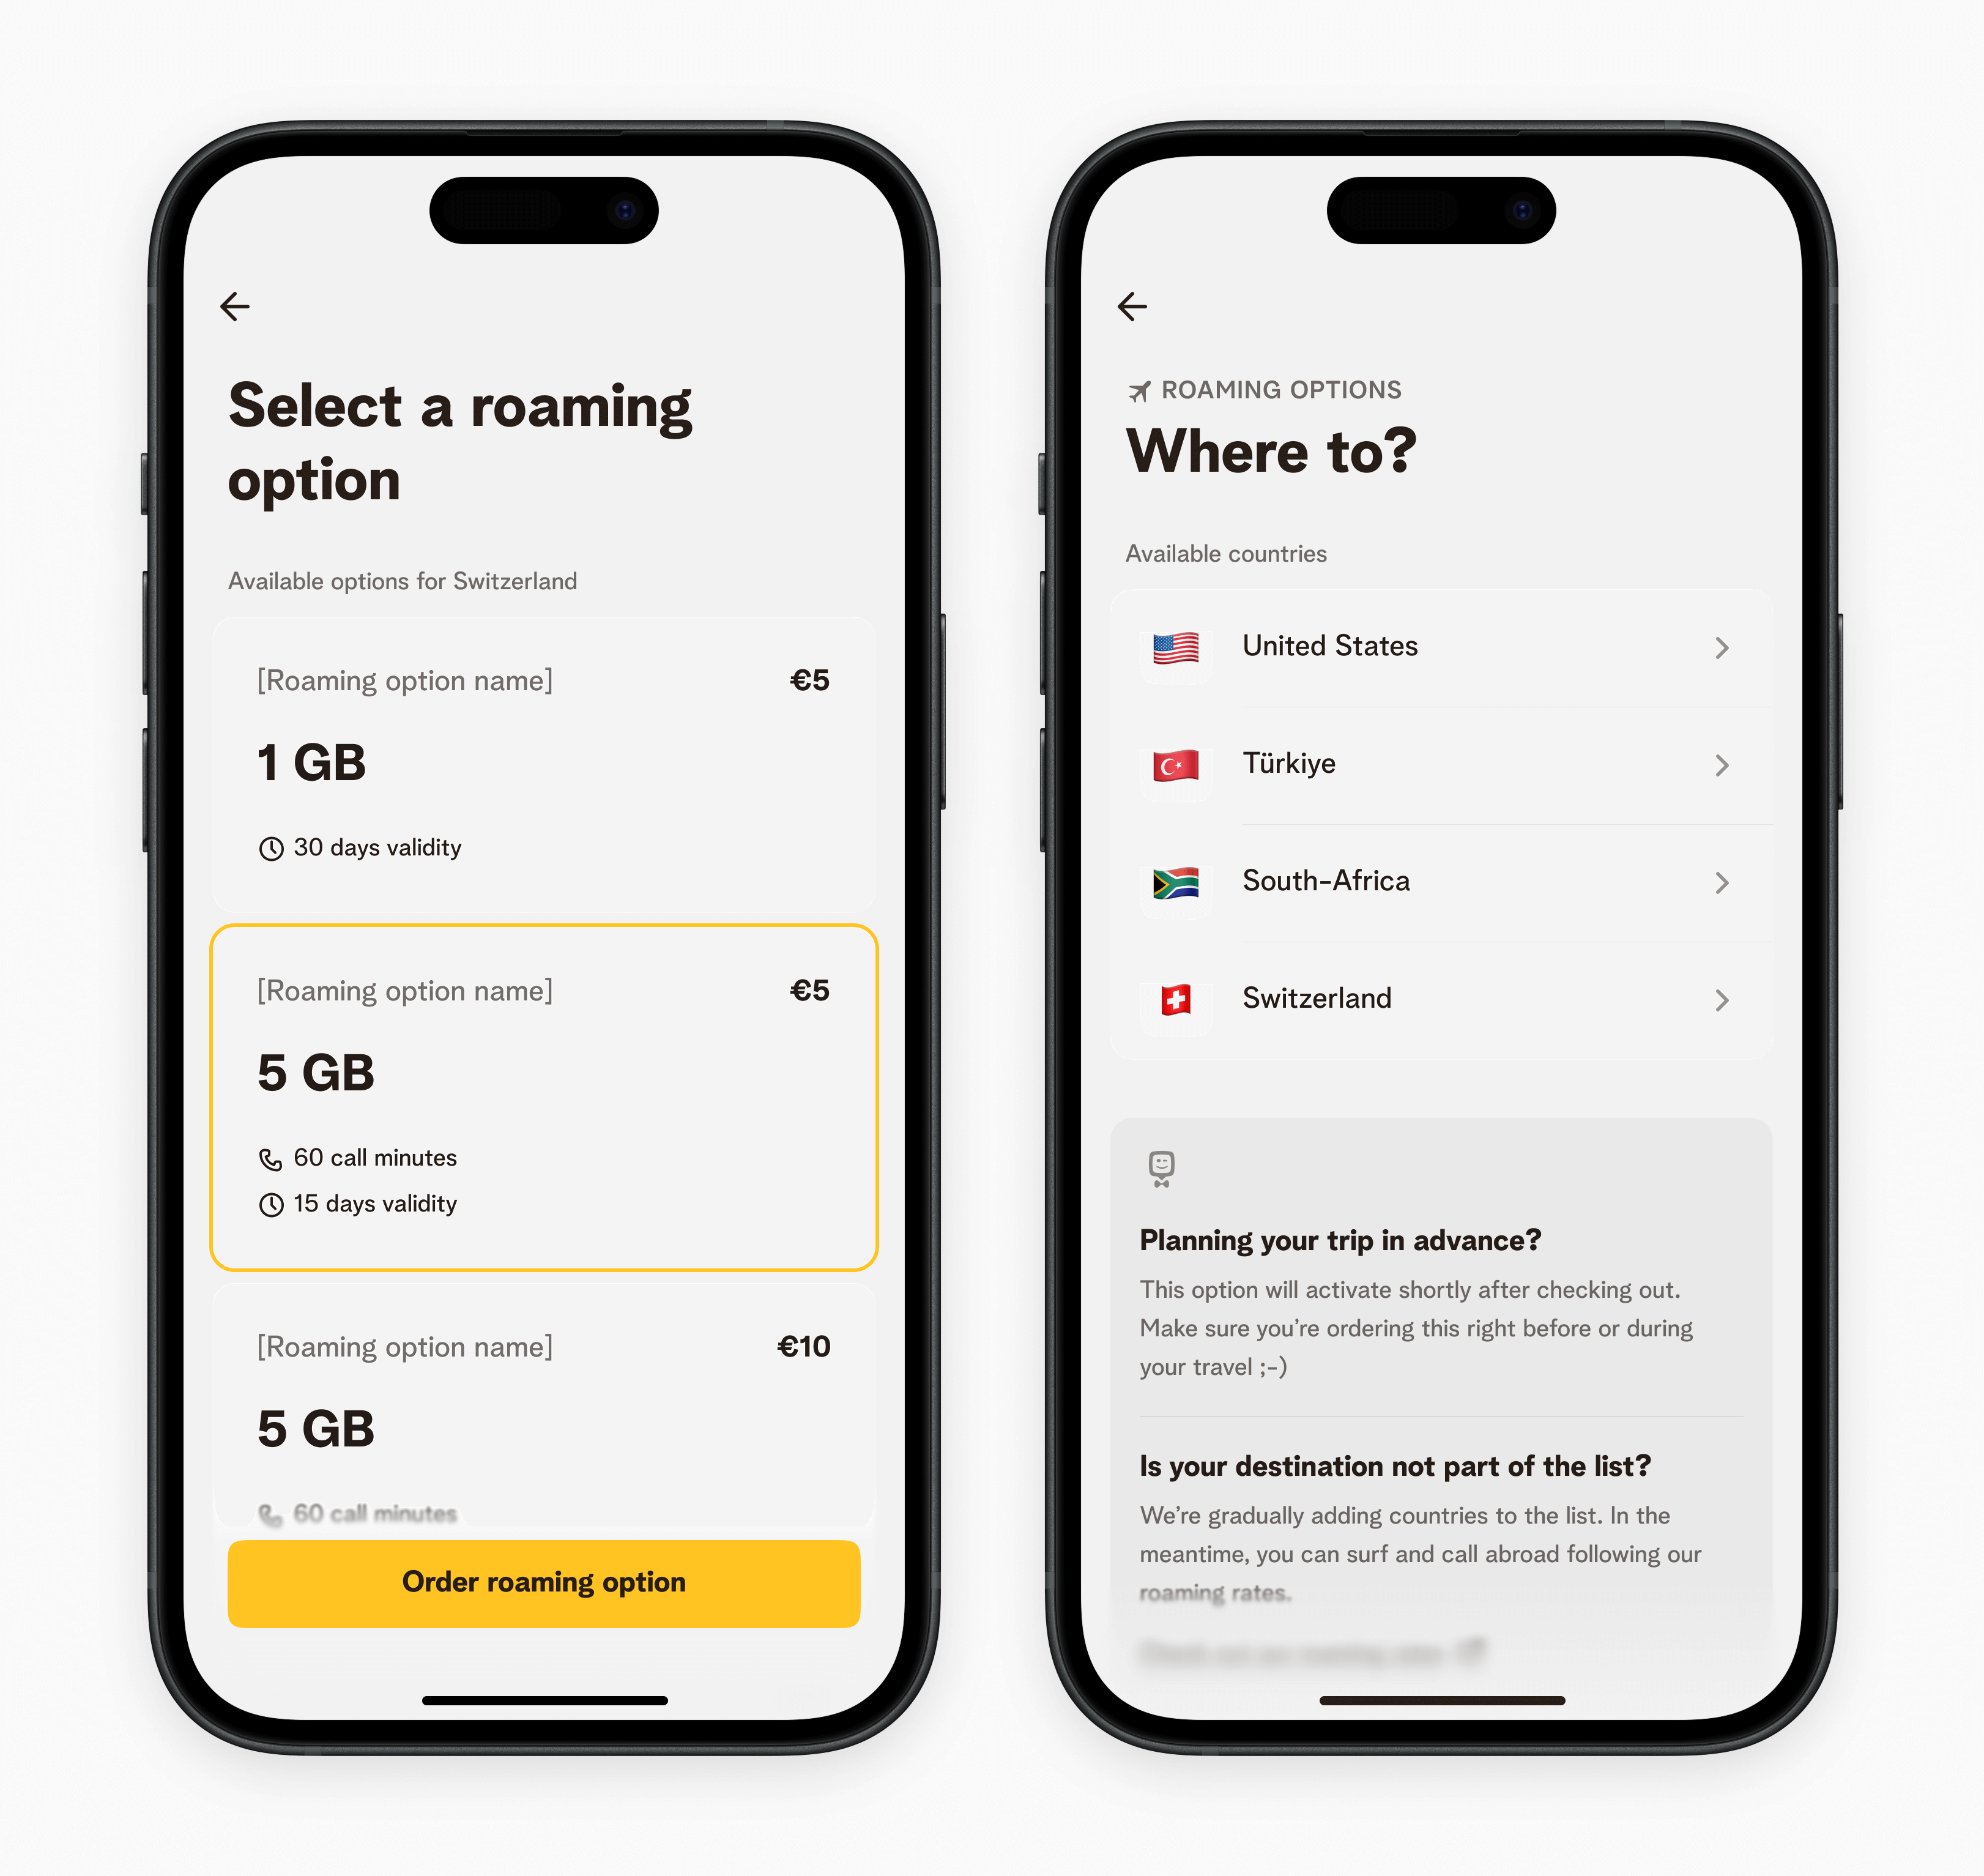 Select a roaming
option
Available options for Switzerland
[Roaming option name]
€5
1 GB
30 days validity
[Roaming option name]
€5
5 GB
60 call minutes
15 days validity
[Roaming option name]
€10
5 GB
60 call minutes
Order roaming option
ROAMING OPTIONS
Where to?
Available countries
United States
Türkiye
South-Africa
Switzerland
Planning your trip in advance?
This option will activate shortly after checking out.
Make sure you’re ordering this right before or during
your travel ;-)
Is your destination not part of the list?
We’re gradually adding countries to the list. In the
meantime, you can surf and call abroad following our
roaming rates.
Check out our roaming rates